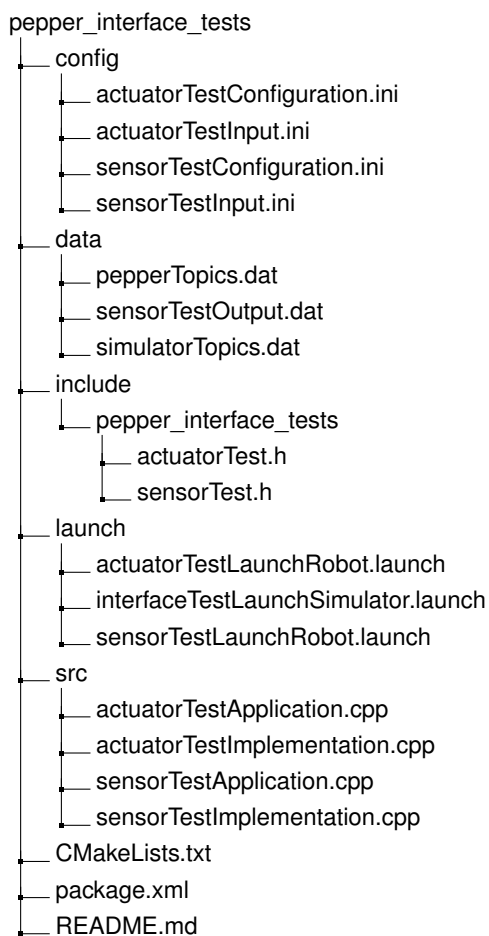 pepper_interface_tests
config
actuatorTestConfiguration.ini
actuatorTestInput.ini
sensorTestConfiguration.ini
sensorTestInput.ini
data
pepperTopics.dat
sensorTestOutput.dat
simulatorTopics.dat
include
pepper_interface_tests
actuatorTest.h
sensorTest.h
launch
actuatorTestLaunchRobot.launch
interfaceTestLaunchSimulator.launch
sensorTestLaunchRobot.launch
src
actuatorTestApplication.cpp
actuatorTestImplementation.cpp
sensorTestApplication.cpp
sensorTestImplementation.cpp
CMakeLists.txt
package.xml
README.md